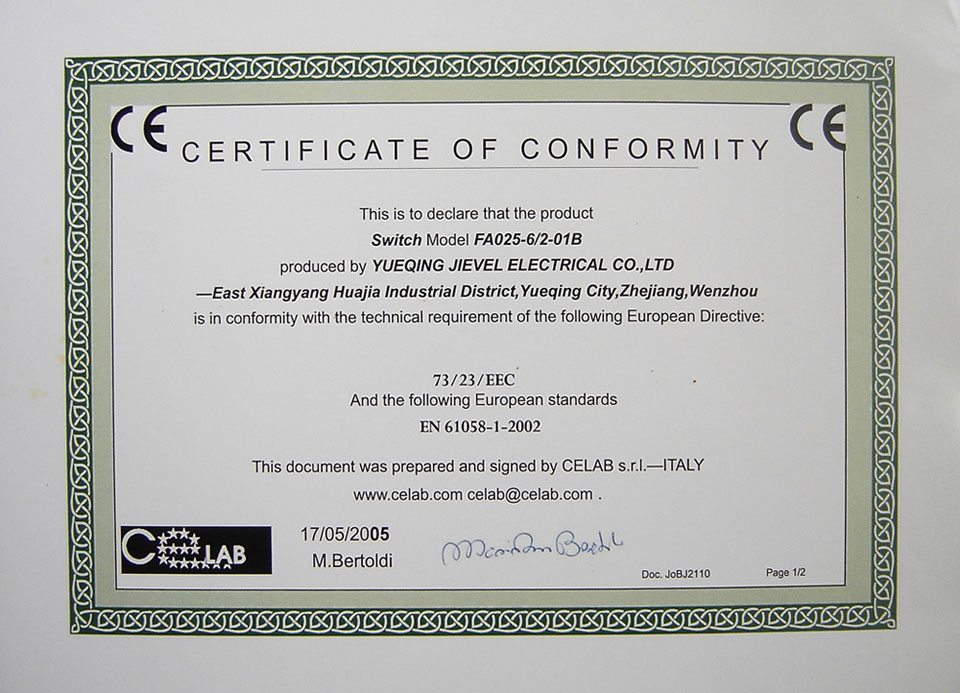 CE CE
CERTIFICATE OF CONFORMITY
This is to declare that the product
Switch Model FA025-6/2-01B
produced by YUEQING JIEVEL ELECTRICAL CO.,LTD
—East Xiangyang Huajia Industrial District,Yueqing City,Zhejiang,Wenzhou
is in conformity with the technical requirement of the following European Directive:
73/23/EEC
And the following European standards
EN 61058-1-2002
This document was prepared and signed by CELAB s.r.l.—ITALY
www.celab.com celab@celab.com .
CELAB
17/05/2005
M.Bertoldi
Doc. JoBJ2110 Page 1/2